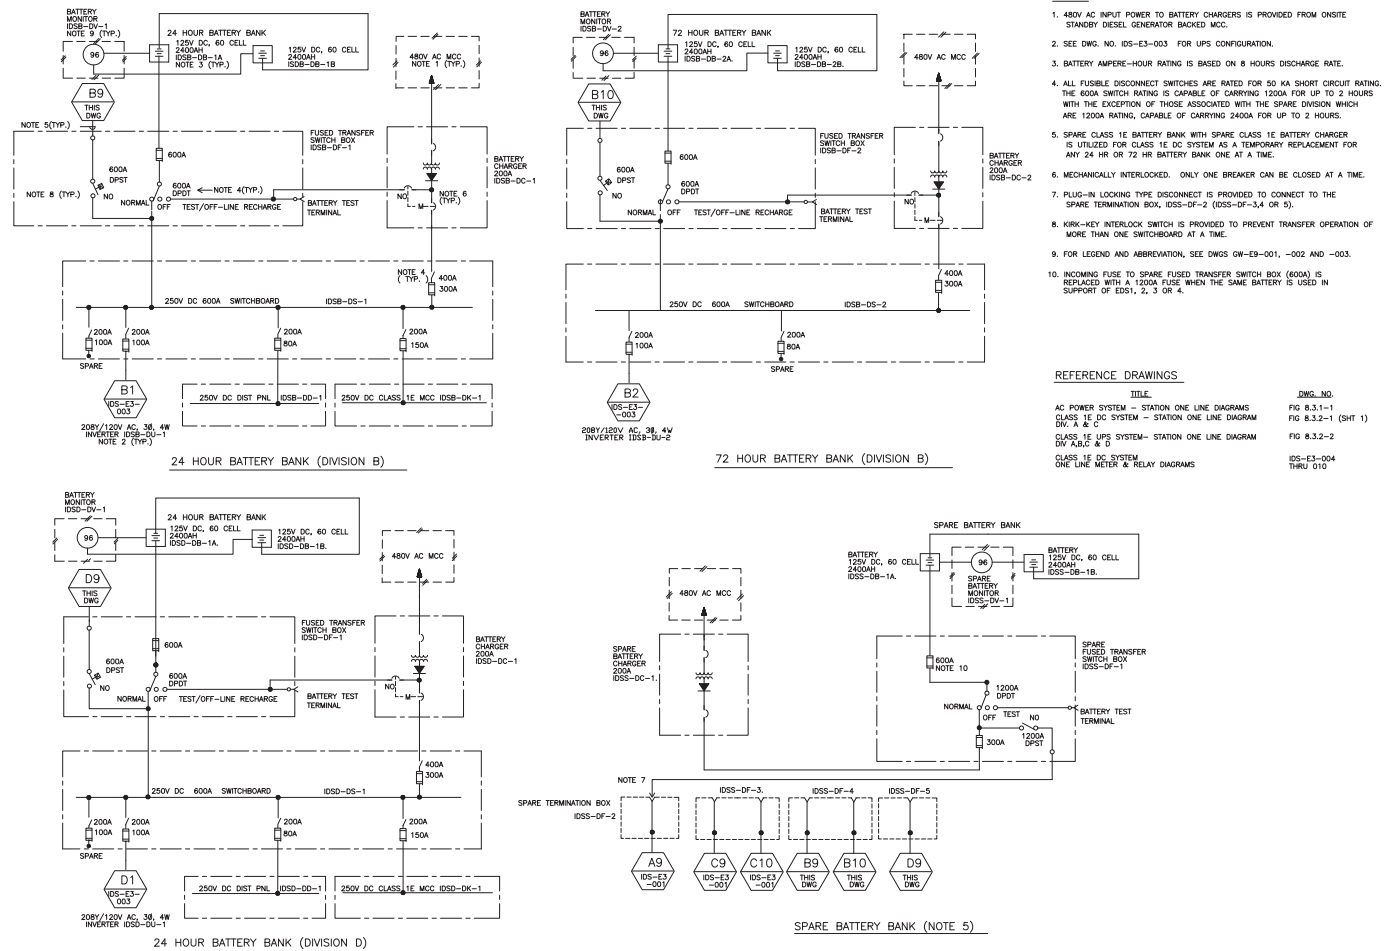 BATTERY
MONITOR
IDSB-DV-1
NOTE 9 (TYP.)
96
24 HOUR BATTERY BANK
125V DC, 60 CELL
2400AH
IDSB-DB-1A
NOTE 3 (TYP.)
125V DC, 60 CELL
2400AH
IDSB-DB-1B
480V AC MCC
NOTE 1 (TYP.)
B9
THIS
DWG
NOTE 5(TYP.)
FUSED TRANSFER
SWITCH BOX
IDSB-DF-1
600A
600A
DPST
NO
NOTE 8 (TYP.)
600A
DPDT
NOTE 4(TYP.)
NORMAL
OFF
TEST/OFF-LINE RECHARGE
BATTERY TEST
TERMINAL
BATTERY
CHARGER
200A
IDSB-DC-1
NO
M
NOTE 6
(TYP.)
NOTE 4
( TYP.)
400A
300A
250V DC 600A SWITCHBOARD
IDSB-DS-1
200A
100A
200A
100A
200A
80A
200A
150A
SPARE
B1
IDS-E3-
003
250V DC DIST PNL IDSB-DD-1
250V DC CLASS 1E MCC IDSB-DK-1
208Y/120V AC, 3Ø, 4W
INVERTER IDSB-DU-1
NOTE 2 (TYP.)
24 HOUR BATTERY BANK (DIVISION B)
BATTERY
MONITOR
IDSB-DV-2
96
72 HOUR BATTERY BANK
125V DC, 60 CELL
2400AH
IDSB-DB-2A.
125V DC, 60 CELL
2400AH
IDSB-DB-2B.
480V AC MCC
B10
THIS
DWG
FUSED TRANSFER
SWITCH BOX
IDSB-DF-2
600A
600A
DPST
NO
600A
DPDT
NORMAL
OFF
TEST/OFF-LINE RECHARGE
BATTERY TEST
TERMINAL
BATTERY
CHARGER
200A
IDSB-DC-2
NO
M
400A
300A
250V DC 600A SWITCHBOARD
IDSB-DS-2
200A
100A
200A
80A
SPARE
B2
IDS-E3-
-003
208Y/120V AC, 3Ø, 4W
INVERTER IDSB-DU-2
72 HOUR BATTERY BANK (DIVISION B)
1. 480V AC INPUT POWER TO BATTERY CHARGERS IS PROVIDED FROM ONSITE
STANDBY DIESEL GENERATOR BACKED MCC.
2. SEE DWG. NO. IDS-E3-003 FOR UPS CONFIGURATION.
3. BATTERY AMPERE-HOUR RATING IS BASED ON 8 HOURS DISCHARGE RATE.
4. ALL FUSIBLE DISCONNECT SWITCHES ARE RATED FOR 50 KA SHORT CIRCUIT RATING.
THE 600A SWITCH RATING IS CAPABLE OF CARRYING 1200A FOR UP TO 2 HOURS
WITH THE EXCEPTION OF THOSE ASSOCIATED WITH THE SPARE DIVISION WHICH
ARE 1200A RATING, CAPABLE OF CARRYING 2400A FOR UP TO 2 HOURS.
5. SPARE CLASS 1E BATTERY BANK WITH SPARE CLASS 1E BATTERY CHARGER
IS UTILIZED FOR CLASS 1E DC SYSTEM AS A TEMPORARY REPLACEMENT FOR
ANY 24 HR OR 72 HR BATTERY BANK ONE AT A TIME.
6. MECHANICALLY INTERLOCKED. ONLY ONE BREAKER CAN BE CLOSED AT A TIME.
7. PLUG-IN LOCKING TYPE DISCONNECT IS PROVIDED TO CONNECT TO THE
SPARE TERMINATION BOX, IDSS-DF-2 (IDSS-DF-3,4 OR 5).
8. KIRK-KEY INTERLOCK SWITCH IS PROVIDED TO PREVENT TRANSFER OPERATION OF
MORE THAN ONE SWITCHBOARD AT A TIME.
9. FOR LEGEND AND ABBREVIATION, SEE DWGS GW-E9-001, -002 AND -003.
10. INCOMING FUSE TO SPARE FUSED TRANSFER SWITCH BOX (600A) IS
REPLACED WITH A 1200A FUSE WHEN THE SAME BATTERY IS USED IN
SUPPORT OF EDS1, 2, 3 OR 4.
REFERENCE DRAWINGS
TITLE DWG. NO.
AC POWER SYSTEM - STATION ONE LINE DIAGRAMS FIG 8.3.1-1
CLASS 1E DC SYSTEM - STATION ONE LINE DIAGRAM FIG 8.3.2-1 (SHT 1)
DIV. A & C
CLASS 1E UPS SYSTEM- STATION ONE LINE DIAGRAM FIG 8.3.2-2
DIV A,B,C & D
CLASS 1E DC SYSTEM IDS-E3-004
ONE LINE METER & RELAY DIAGRAMS THRU 010
BATTERY
MONITOR
IDSD-DV-1
96
24 HOUR BATTERY BANK
125V DC, 60 CELL
2400AH
IDSD-DB-1A.
125V DC, 60 CELL
2400AH
IDSD-DB-1B.
480V AC MCC
D9
THIS
DWG
FUSED TRANSFER
SWITCH BOX
IDSD-DF-1
600A
600A
DPST
NO
600A
DPDT
NORMAL
OFF
TEST/OFF-LINE RECHARGE
BATTERY TEST
TERMINAL
BATTERY
CHARGER
200A
IDSD-DC-1
NO
M
400A
300A
250V DC 600A SWITCHBOARD
IDSD-DS-1
200A
100A
200A
100A
200A
80A
200A
150A
SPARE
D1
IDS-E3-
003
250V DC DIST PNL IDSD-DD-1
250V DC CLASS 1E MCC IDSD-DK-1
208Y/120V AC, 3Ø, 4W
INVERTER IDSD-DU-1
24 HOUR BATTERY BANK (DIVISION D)
SPARE BATTERY BANK
BATTERY
125V DC, 60 CELL
2400AH
IDSS-DB-1A.
96
SPARE
BATTERY
MONITOR
IDSS-DV-1
BATTERY
125V DC, 60 CELL
2400AH
IDSS-DB-1B.
480V AC MCC
SPARE
BATTERY
CHARGER
200A
IDSS-DC-1.
SPARE
FUSED TRANSFER
SWITCH BOX
IDSS-DF-1
600A
NOTE 10
1200A
DPDT
NORMAL
OFF
TEST
NO
1200A
DPST
300A
BATTERY TEST
TERMINAL
NOTE 7
SPARE TERMINATION BOX
IDSS-DF-2
IDSS-DF-3.
IDSS-DF-4
IDSS-DF-5
A9
IDS-E3
-001
C9
IDS-E3
-001
C10
IDS-E3
-001
B9
THIS
DWG
B10
THIS
DWG
D9
THIS
DWG
SPARE BATTERY BANK (NOTE 5)